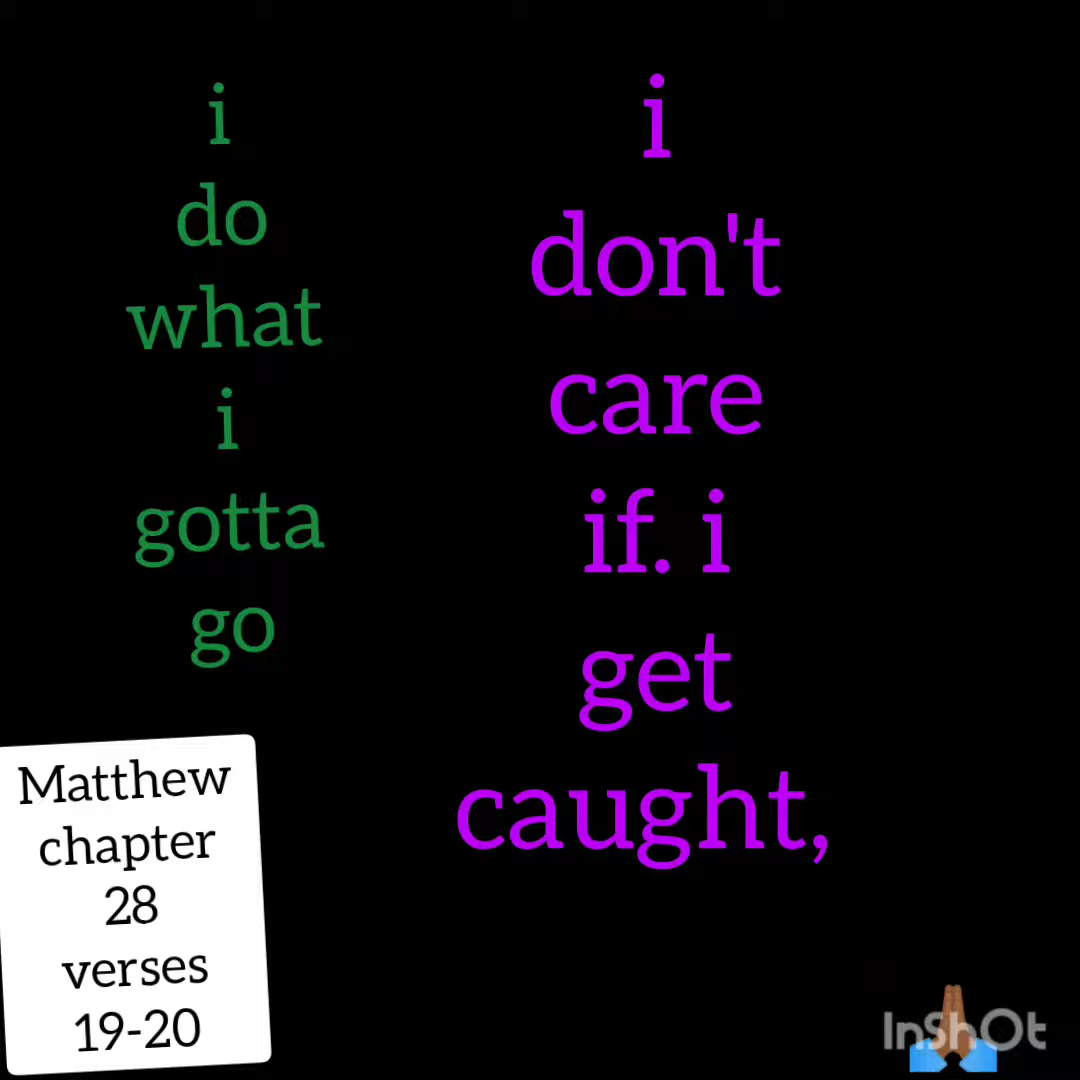 i
do
what
i
gotta
go
i
don't
care
if. i
get
caught,
Matthew
chapter
28
verses
19-20
InShOt